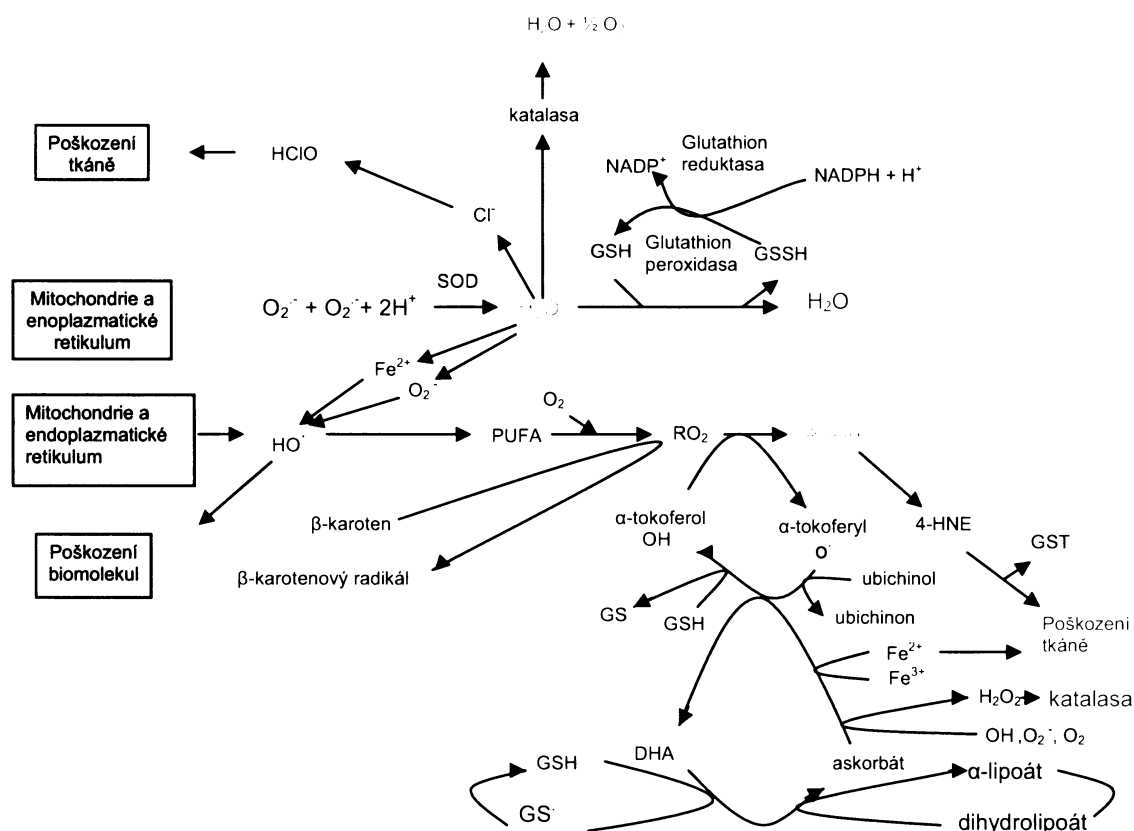 H₂O + ½ O₂
katalasa
Poškození
tkáně
HClO
Cl⁻
NADP⁺
Glutathion
reduktasa
NADPH + H⁺
GSH
Glutathion
peroxidasa
GSSH
Mitochondrie a
enoplazmatické
retikulum
O₂·⁻ + O₂·⁻ + 2H⁺
SOD
H₂O
Fe²⁺
O₂·⁻
Mitochondrie a
endoplazmatické
retikulum
HO·
PUFA
O₂
RO₂
β-karoten
β-karotenový radikál
α-tokoferol
OH
α-tokoferyl
O·
4-HNE
GST
Poškození
biomolekul
GS
GSH
ubichinol
ubichinon
Poškozeni
tkáně
Fe²⁺
Fe³⁺
H₂O₂
katalasa
OH ,O₂·⁻, O₂
GSH
DHA
askorbát
α-lipoát
GS·
dihydrolipoát